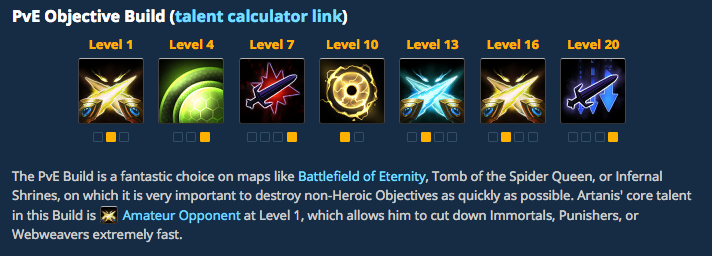 PvE Objective Build (talent calculator link)
Level 1 Level 4 Level 7 Level 10 Level 13 Level 16 Level 20
The PvE Build is a fantastic choice on maps like Battlefield of Eternity, Tomb of the Spider Queen, or Infernal
Shrines, on which it is very important to destroy non-Heroic Objectives as quickly as possible. Artanis' core talent
in this Build is Amateur Opponent at Level 1, which allows him to cut down Immortals, Punishers, or
Webweavers extremely fast.